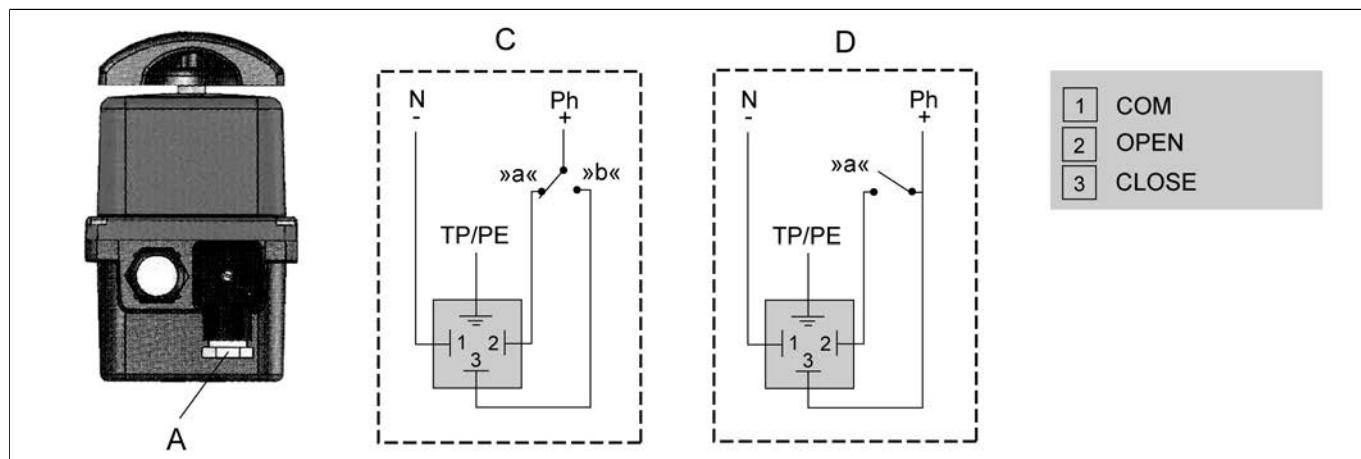 A
C
N
-
Ph
+
»a«
»b«
TP/PE
1 2
3
D
N
-
Ph
+
»a«
TP/PE
1 2
3
1 COM
2 OPEN
3 CLOSE